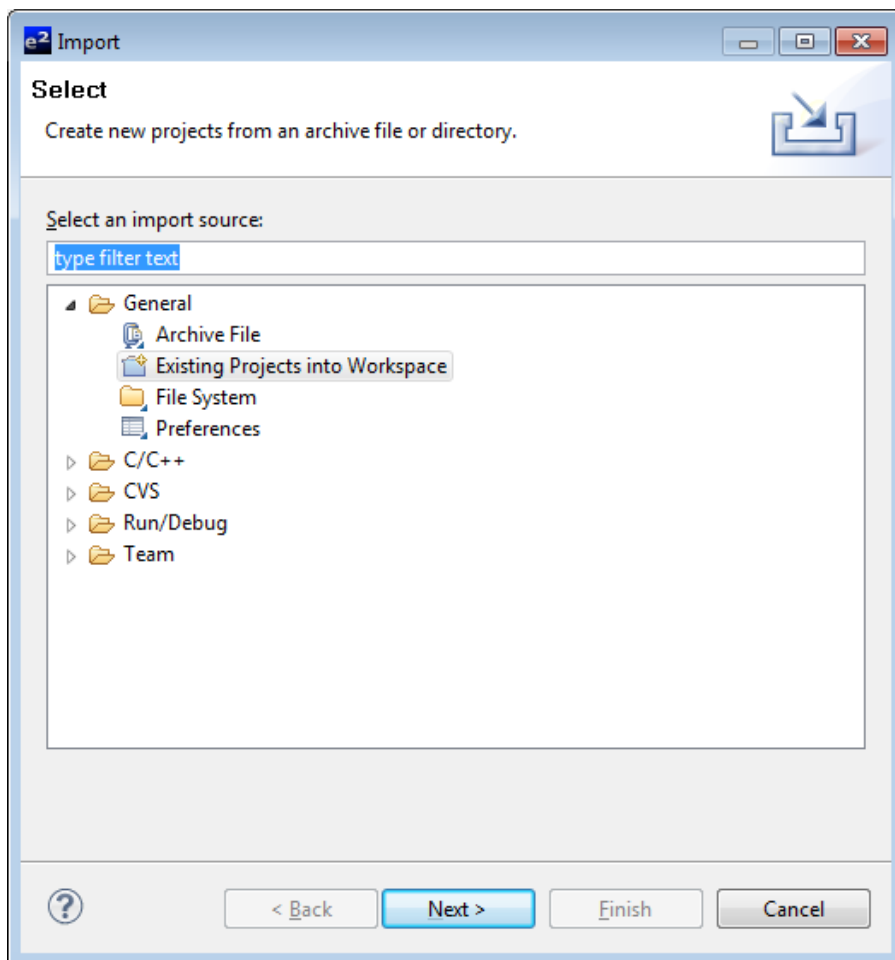 e² Import
Select
Create new projects from an archive file or directory.
Select an import source:
type filter text
General
Archive File
Existing Projects into Workspace
File System
Preferences
C/C++
CVS
Run/Debug
Team
? < Back Next > Finish Cancel